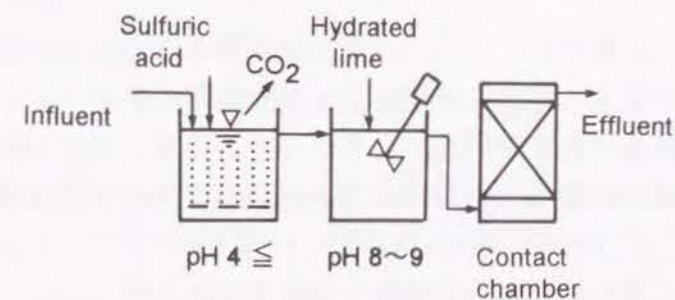 Sulfuric
acid
CO2
Hydrated
lime
Influent
Effluent
pH 4 ≦
pH 8～9
Contact
chamber